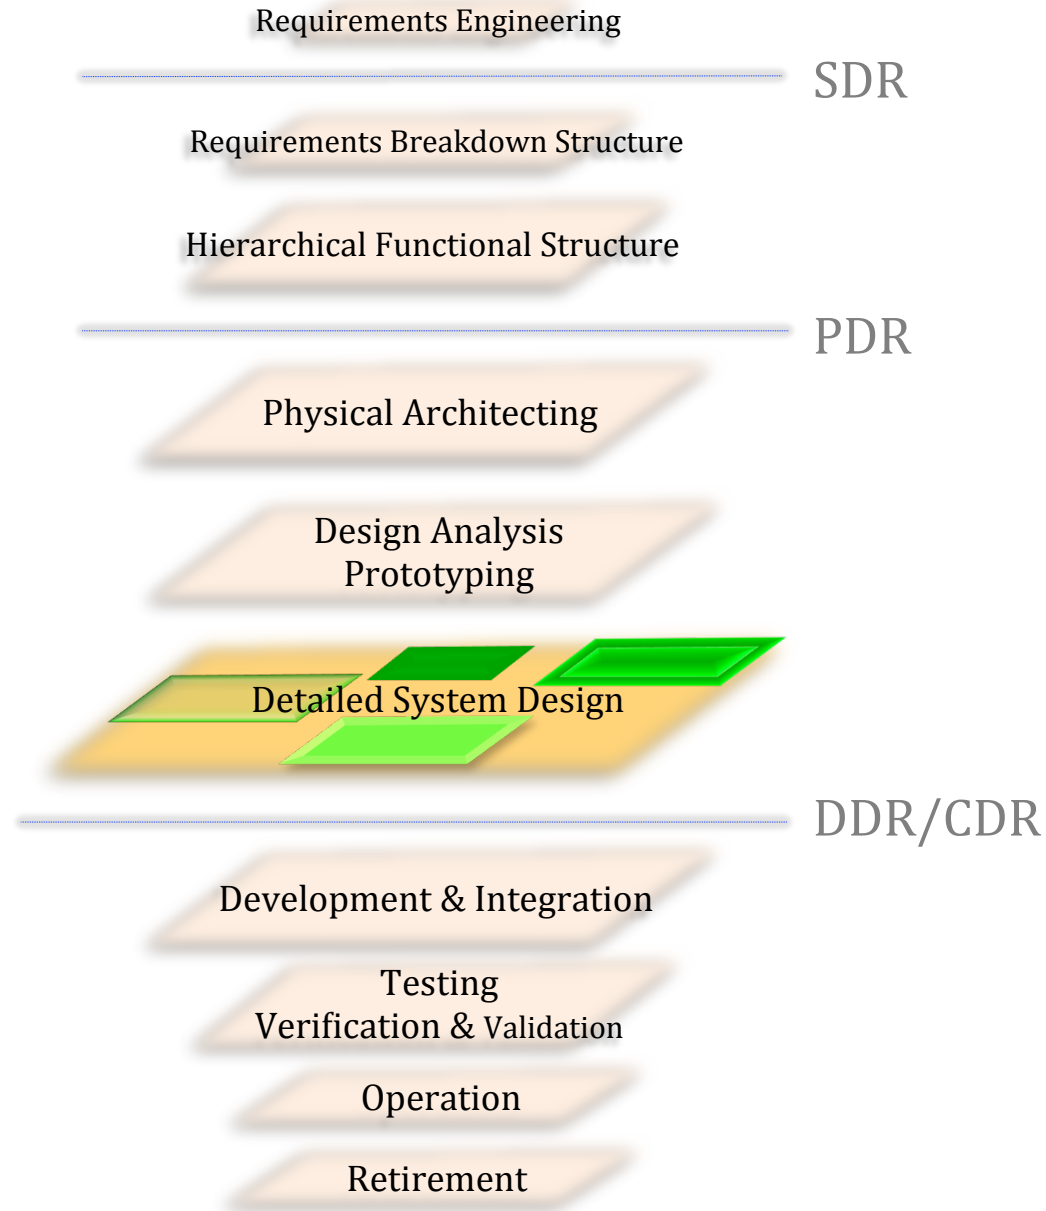 Requirements Engineering
SDR
Requirements Breakdown Structure
Hierarchical Functional Structure
PDR
Physical Architecting
Design Analysis
Prototyping
Detailed System Design
DDR/CDR
Development & Integration
Testing
Verification & Validation
Operation
Retirement